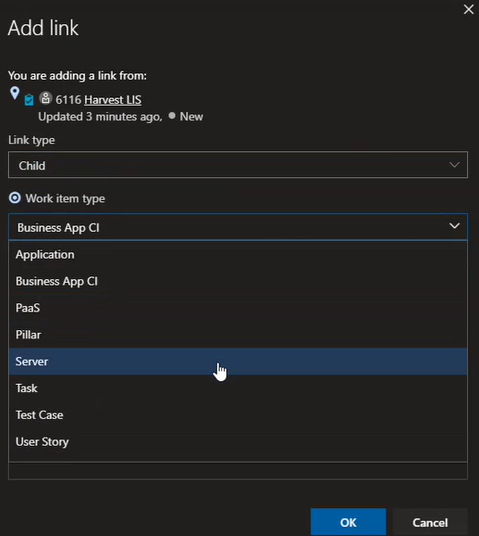 Add link
You are adding a link from:
6116 Harvest LIS
Updated 3 minutes ago, New
Link type
Child
Work item type
Business App CI
Application
Business App CI
PaaS
Pillar
Server
Task
Test Case
User Story
OK Cancel